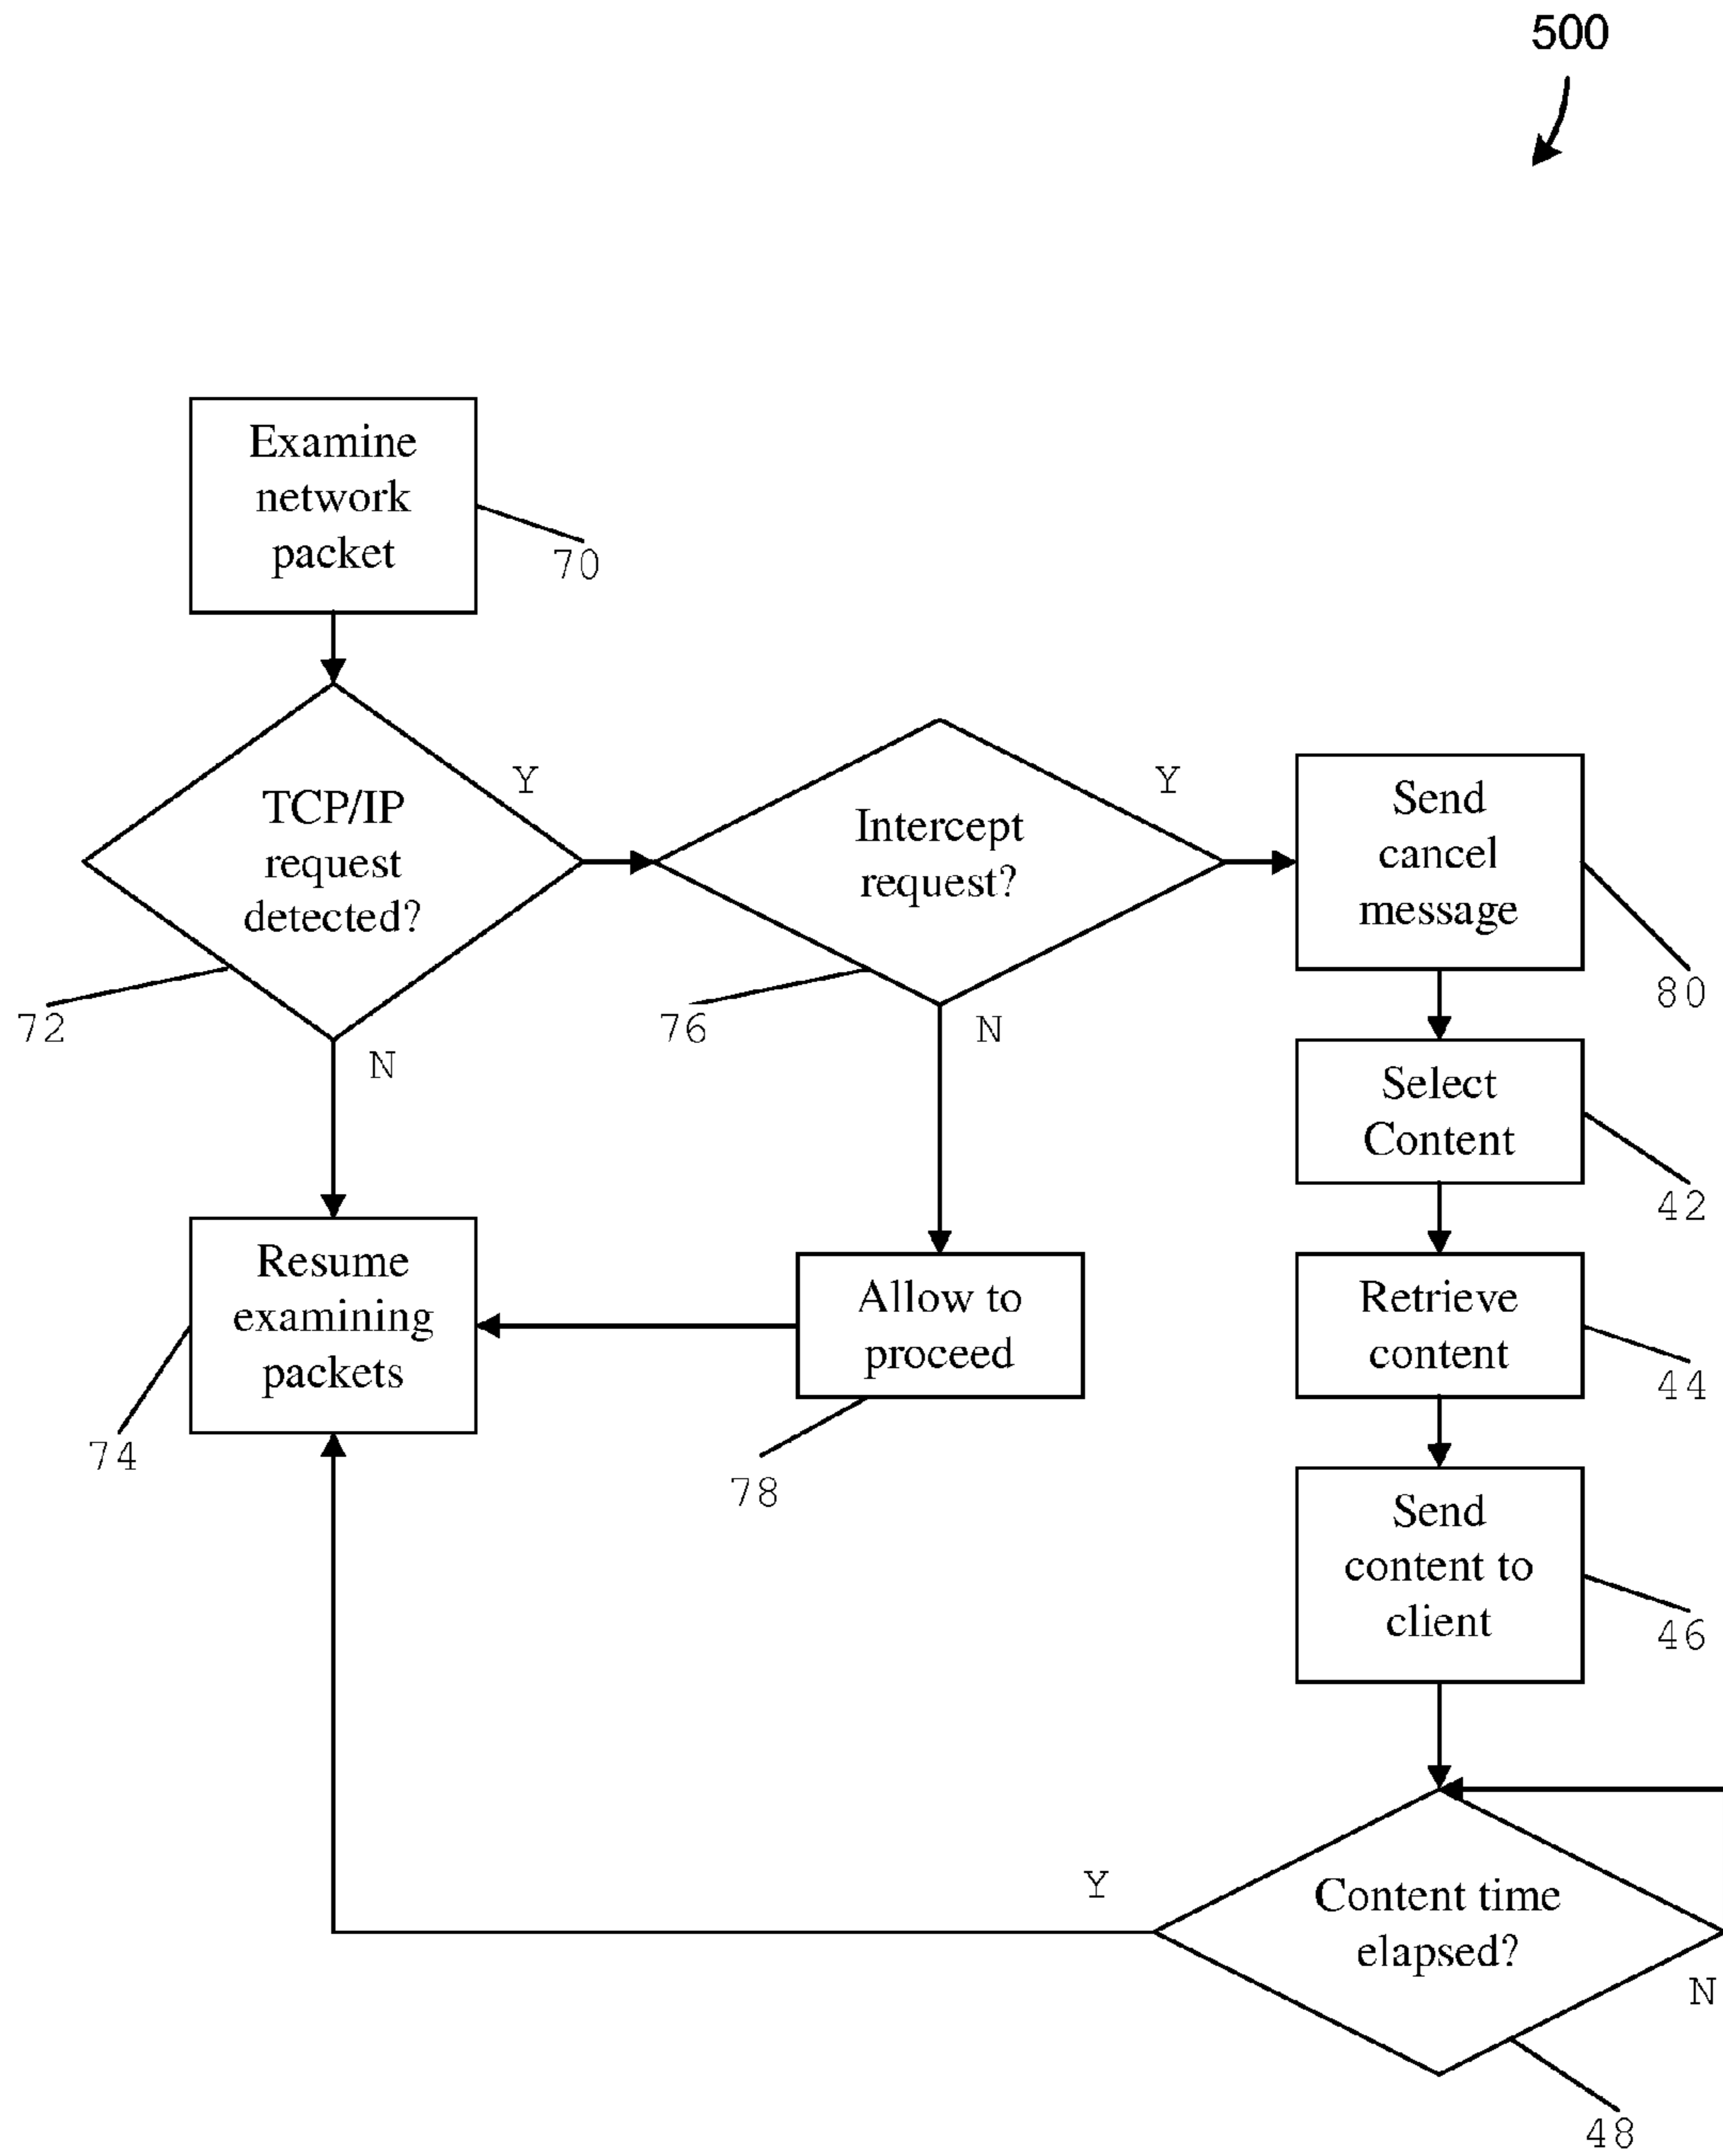 500
Examine
network
packet
70
TCP/IP
request
detected?
Y
72
N
Intercept
request?
Y
76
N
Send
cancel
message
80
Select
Content
42
Resume
examining
packets
74
Allow to
proceed
78
Retrieve
content
44
Send
content to
client
46
Content time
elapsed?
Y
N
48